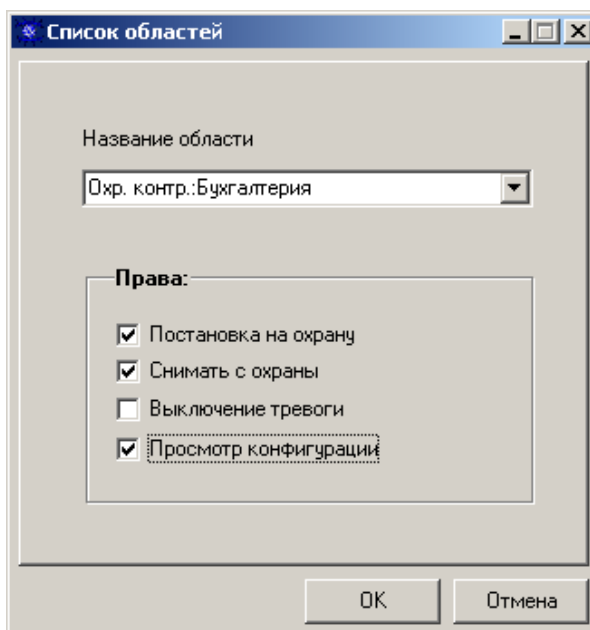 Список областей
Название области
Охр. контр.:Бухгалтерия
Права:
Постановка на охрану
Снимать с охраны
Выключение тревоги
Просмотр конфигурации
OK
Отмена